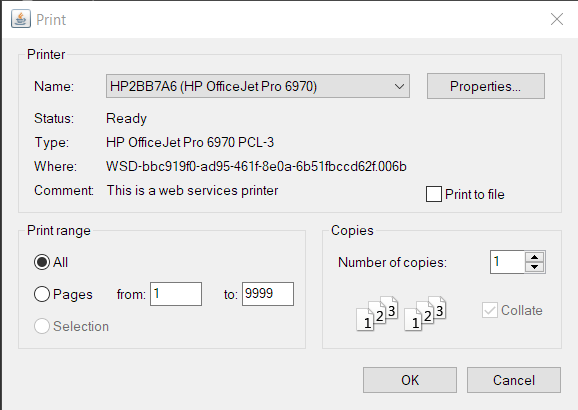 Print
Printer
Name: HP2BB7A6 (HP OfficeJet Pro 6970) Properties...
Status: Ready
Type: HP OfficeJet Pro 6970 PCL-3
Where: WSD-bbc919f0-ad95-461f-8e0a-6b51fbccd62f.006b
Comment: This is a web services printer
Print to file
Print range
All
Pages from: 1 to: 9999
Selection
Copies
Number of copies: 1
1 2 3 1 2 3
Collate
OK Cancel